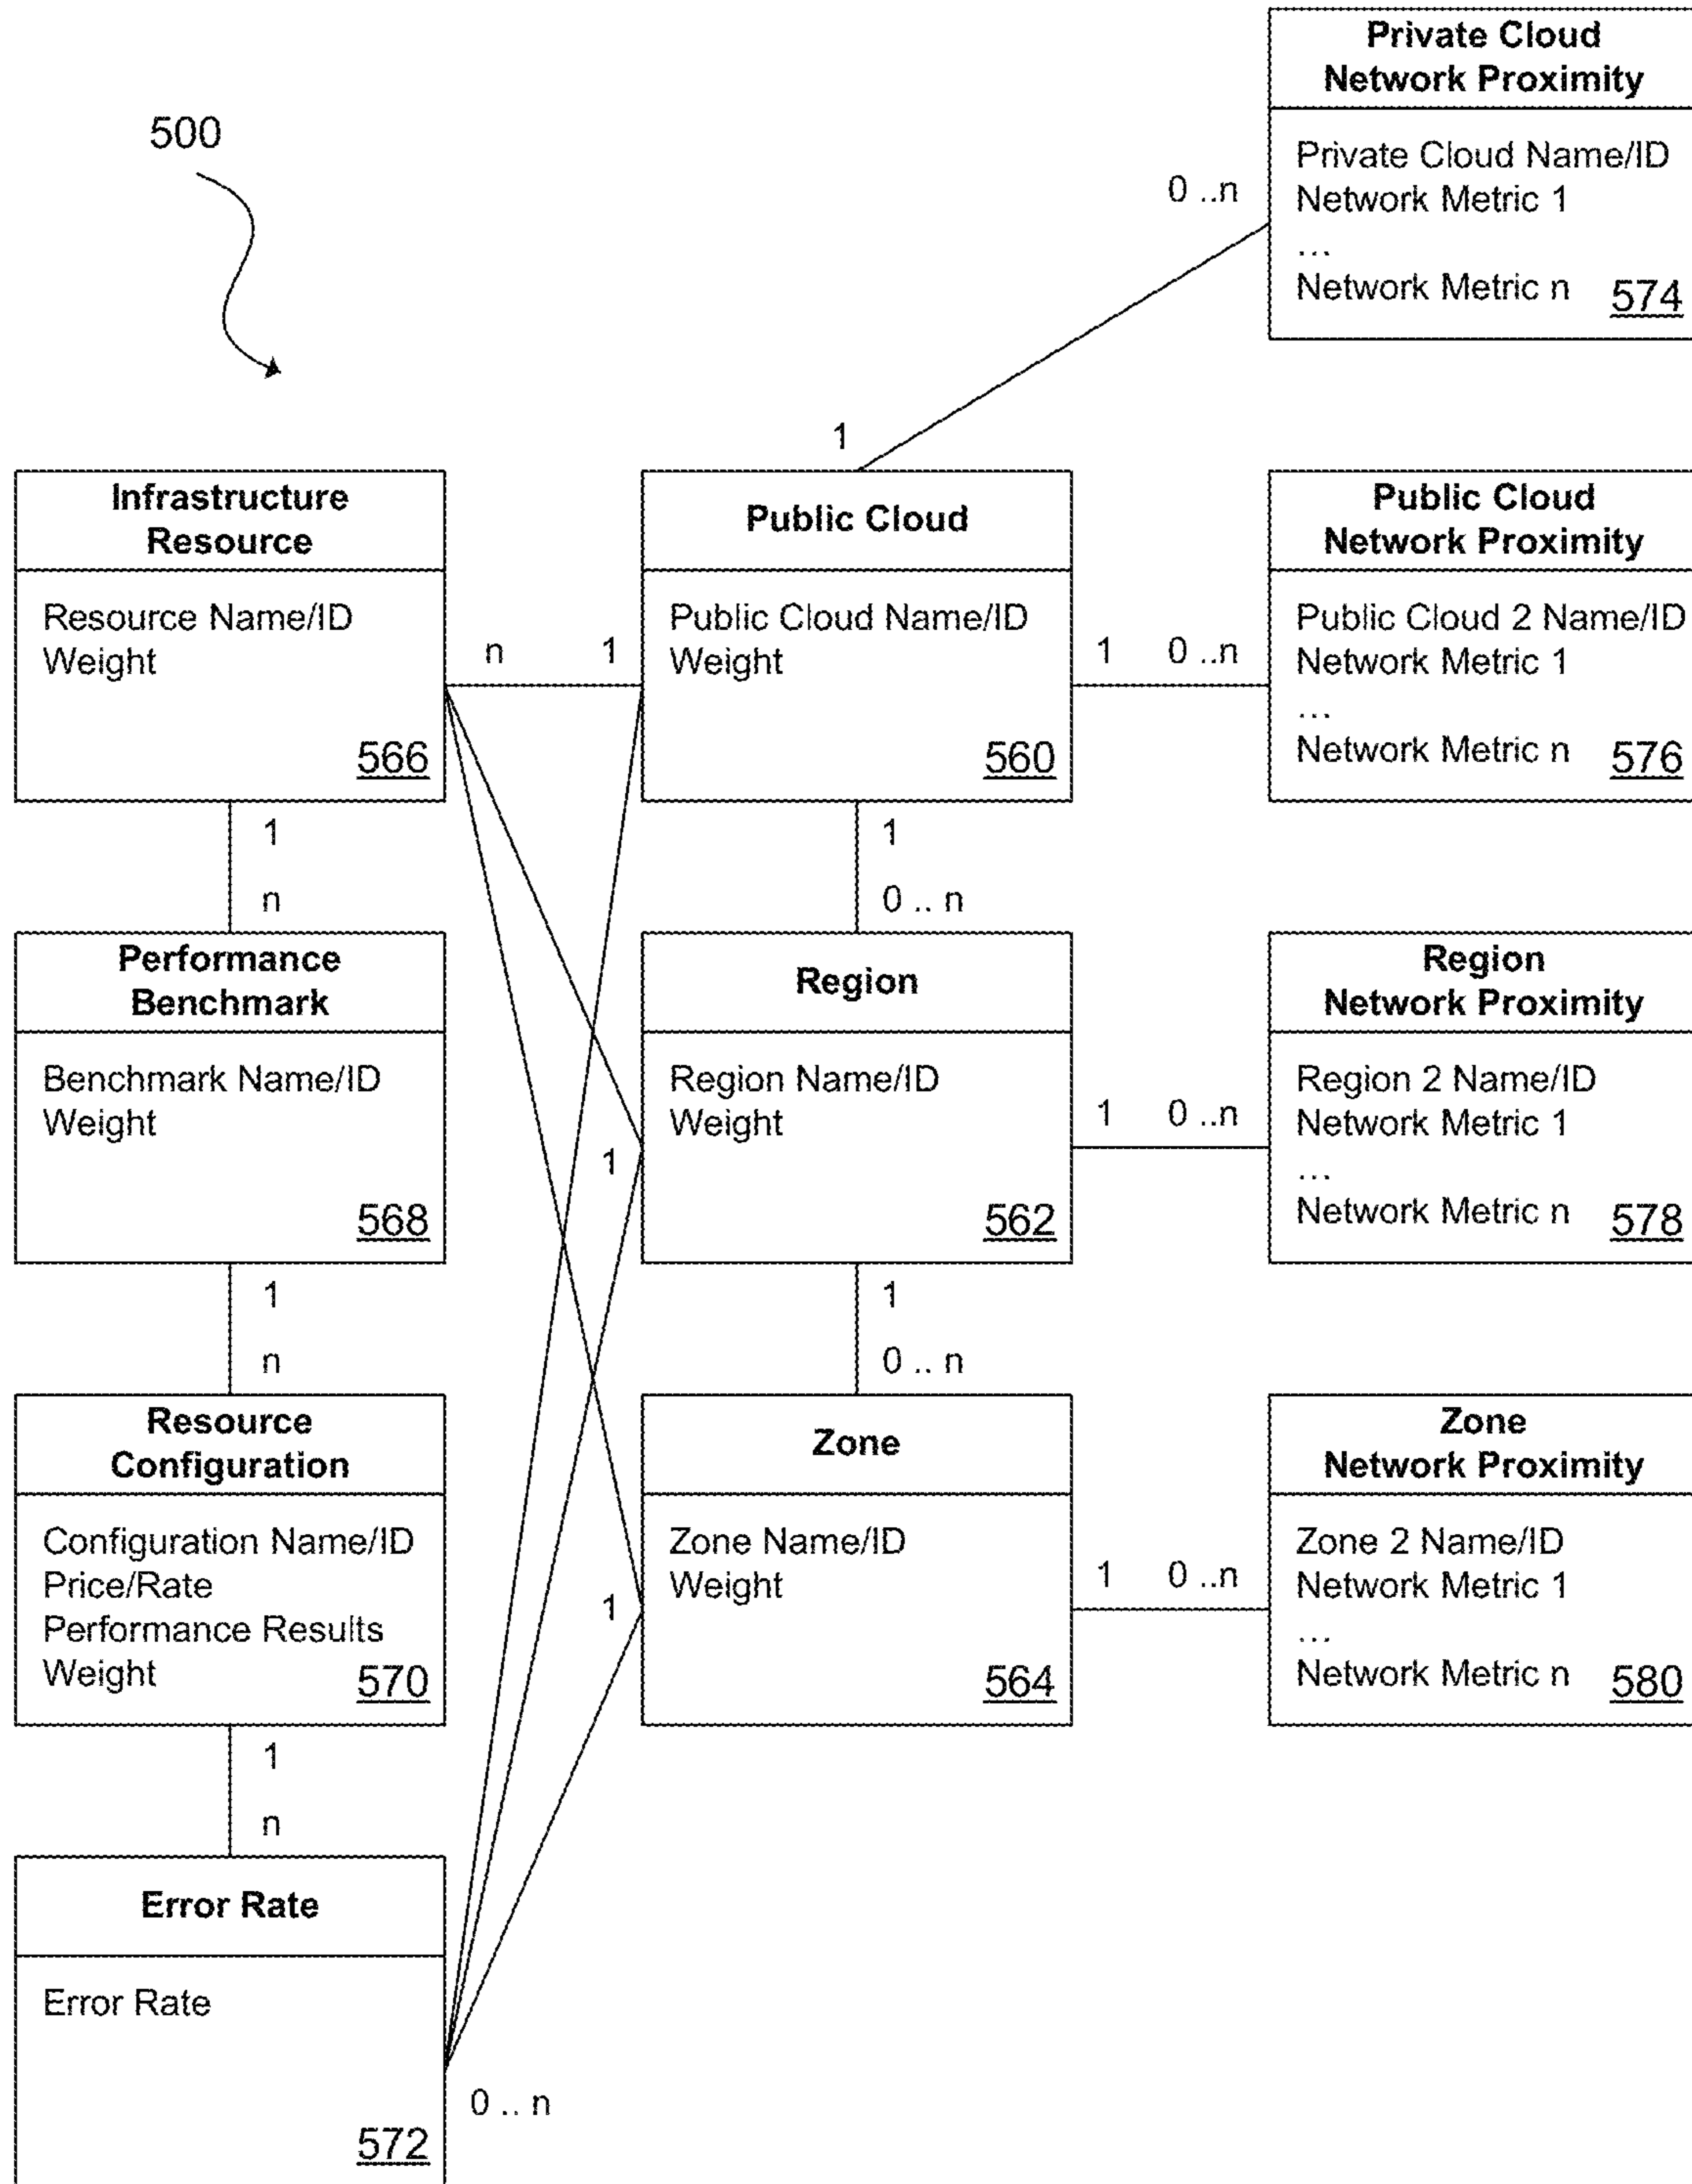 Private Cloud
Network Proximity
Private Cloud Name/ID
Network Metric 1
...
Network Metric n
574
500
0 ..n
1
Infrastructure
Resource
Resource Name/ID
Weight
566
n
1
Public Cloud
Public Cloud Name/ID
Weight
560
1
0 ..n
Public Cloud
Network Proximity
Public Cloud 2 Name/ID
Network Metric 1
...
Network Metric n
576
1
n
1
0 .. n
Performance
Benchmark
Benchmark Name/ID
Weight
568
1
Region
Region Name/ID
Weight
562
1
0 ..n
Region
Network Proximity
Region 2 Name/ID
Network Metric 1
...
Network Metric n
578
1
n
1
0 .. n
Resource
Configuration
Configuration Name/ID
Price/Rate
Performance Results
Weight
570
1
Zone
Zone Name/ID
Weight
564
1
0 ..n
Zone
Network Proximity
Zone 2 Name/ID
Network Metric 1
...
Network Metric n
580
1
n
Error Rate
Error Rate
572
0 .. n